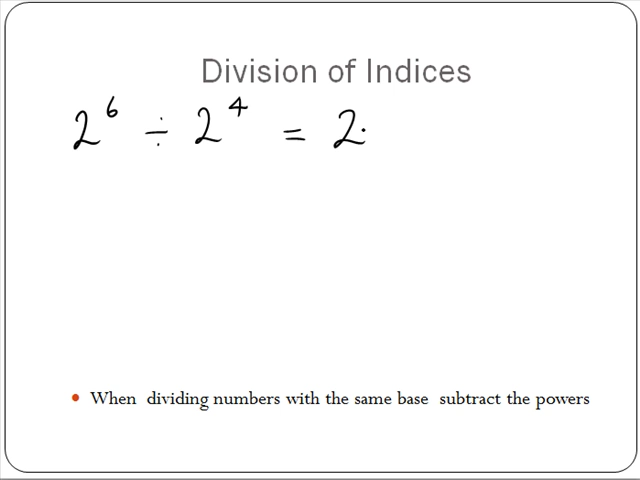 Division of Indices
2⁶ ÷ 2⁴ = 2
When dividing numbers with the same base subtract the powers